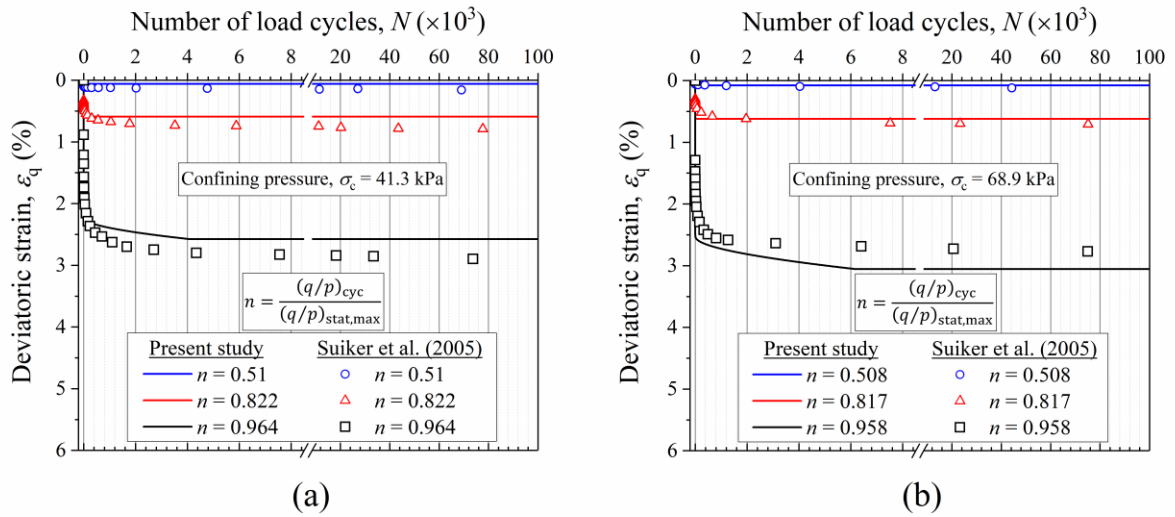 Number of load cycles, N (×10³)
0 2 4 6 8 20 40 60 80 100
0
1
2
3
4
5
6
Deviatoric strain, εq (%)
Confining pressure, σc = 41.3 kPa
n = (q/p)cyc / (q/p)stat,max
Present study Suiker et al. (2005)
n = 0.51 n = 0.51
n = 0.822 n = 0.822
n = 0.964 n = 0.964
(a)
Number of load cycles, N (×10³)
0 2 4 6 8 20 40 60 80 100
0
1
2
3
4
5
6
Deviatoric strain, εq (%)
Confining pressure, σc = 68.9 kPa
n = (q/p)cyc / (q/p)stat,max
Present study Suiker et al. (2005)
n = 0.508 n = 0.508
n = 0.817 n = 0.817
n = 0.958 n = 0.958
(b)